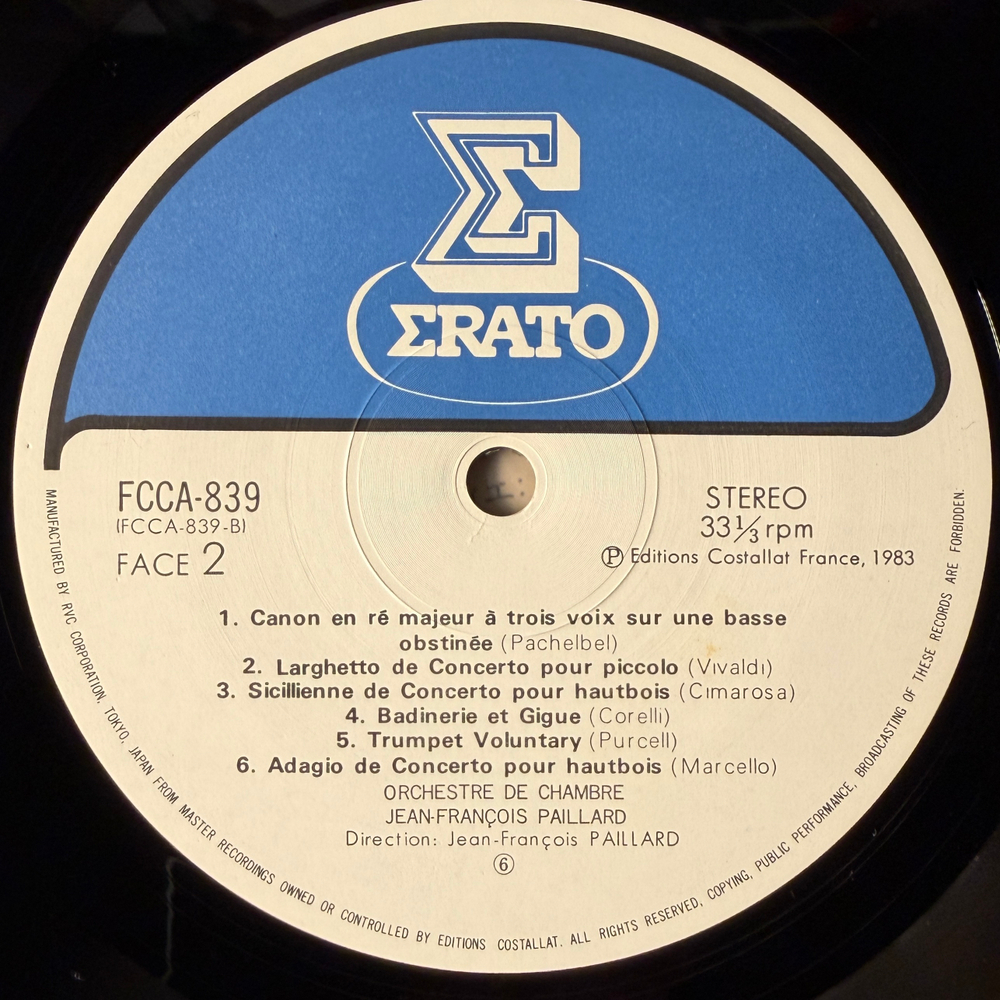 Σ
ΣRATO
FCCA-839
(FCCA-839-B)
FACE 2
STEREO
33⅓ rpm
Ⓟ Editions Costallat France, 1983
1. Canon en ré majeur à trois voix sur une basse
obstinée (Pachelbel)
2. Larghetto de Concerto pour piccolo (Vivaldi)
3. Sicillienne de Concerto pour hautbois (Cimarosa)
4. Badinerie et Gigue (Corelli)
5. Trumpet Voluntary (Purcell)
6. Adagio de Concerto pour hautbois (Marcello)
ORCHESTRE DE CHAMBRE
JEAN-FRANÇOIS PAILLARD
Direction: Jean-François PAILLARD
⑥
MANUFACTURED BY RVC CORPORATION, TOKYO, JAPAN FROM MASTER RECORDINGS OWNED OR CONTROLLED BY EDITIONS COSTALLAT. ALL RIGHTS RESERVED, COPYING, PUBLIC PERFORMANCE, BROADCASTING OF THESE RECORDS ARE FORBIDDEN.